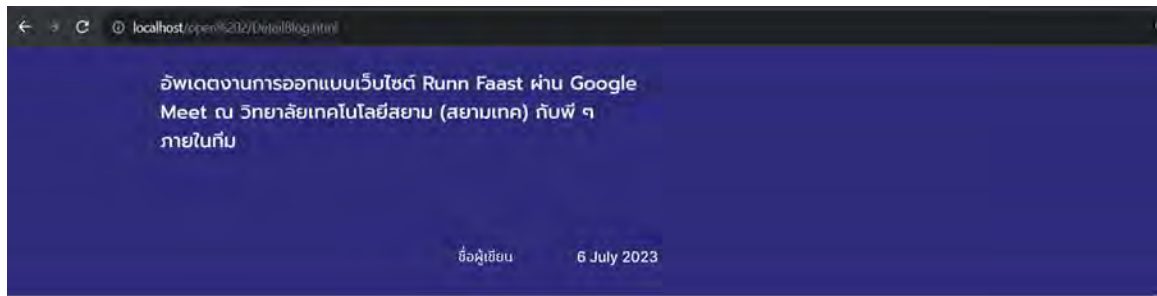 localhost/open%202/DetailBlog.html
อัพเดตงานการออกแบบเว็บไซต์ Runn Faast ผ่าน Google
Meet ณ วิทยาลัยเทคโนโลยีสยาม (สยามเทค) กับพี่ ๆ
ภายในทีม
ชื่อผู้เขียน 6 July 2023